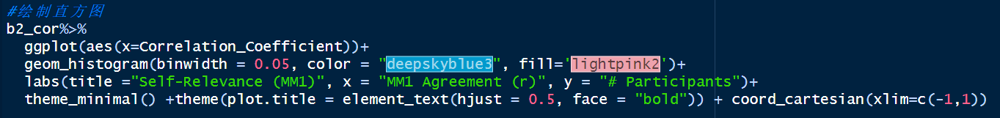 #绘制直方图
b2_cor%>%
  ggplot(aes(x=Correlation_Coefficient))+
  geom_histogram(binwidth = 0.05, color = "deepskyblue3", fill='lightpink2')+
  labs(title ="Self-Relevance (MM1)", x = "MM1 Agreement (r)", y = "# Participants")+
  theme_minimal() +theme(plot.title = element_text(hjust = 0.5, face = "bold")) + coord_cartesian(xlim=c(-1,1))